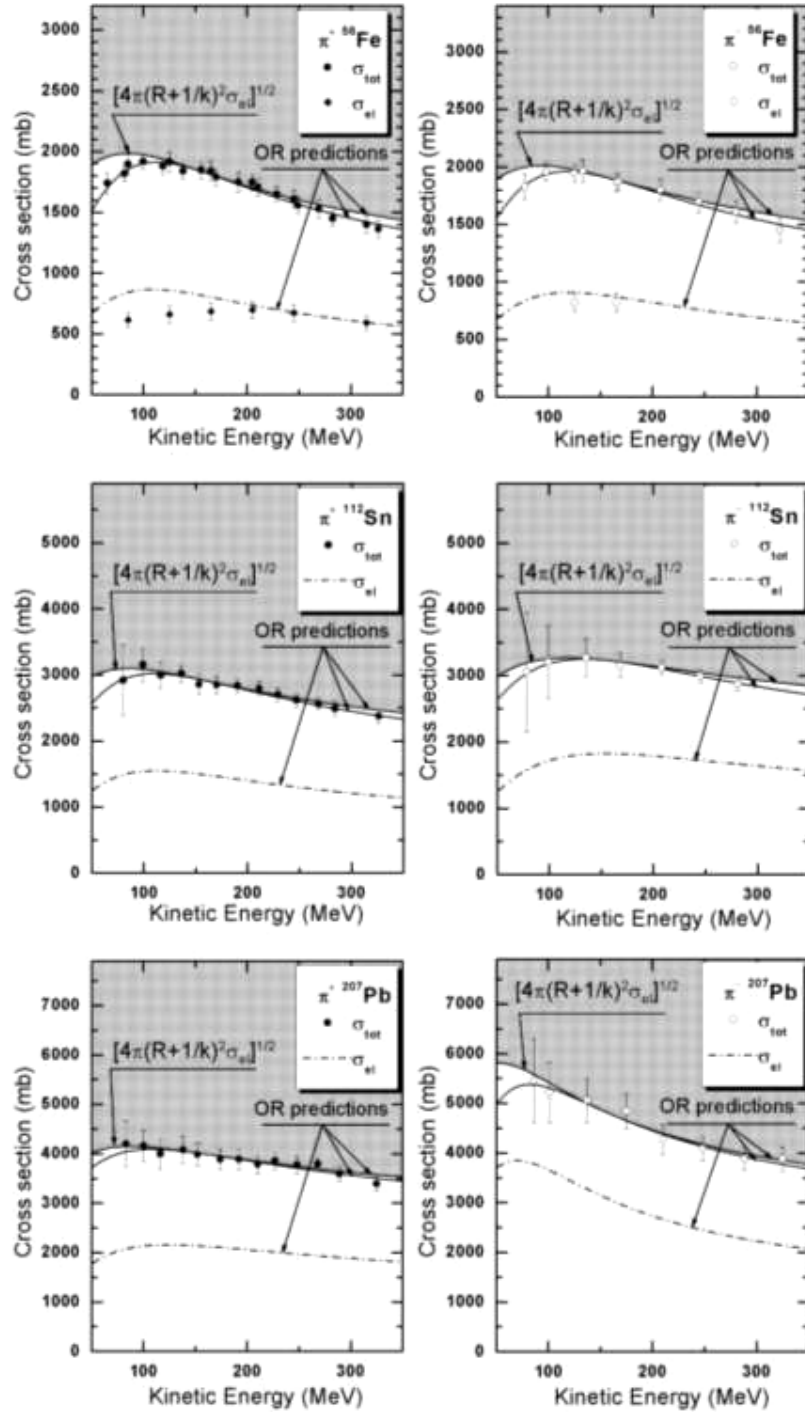 π⁺ ⁵⁶Fe
σtot
σel
[4π(R+1/k)²σel]¹/²
OR predictions
Cross section (mb)
3000
2500
2000
1500
1000
500
0
100
200
300
Kinetic Energy (MeV)
π⁻ ⁵⁶Fe
σtot
σel
[4π(R+1/k)²σel]¹/²
OR predictions
Cross section (mb)
3000
2500
2000
1500
1000
500
0
100
200
300
Kinetic Energy (MeV)
π⁺ ¹¹²Sn
σtot
σel
[4π(R+1/k)²σel]¹/²
OR predictions
Cross section (mb)
5000
4000
3000
2000
1000
0
100
200
300
Kinetic Energy (MeV)
π⁻ ¹¹²Sn
σtot
σel
[4π(R+1/k)²σel]¹/²
OR predictions
Cross section (mb)
5000
4000
3000
2000
1000
0
100
200
300
Kinetic Energy (MeV)
π⁺ ²⁰⁷Pb
σtot
σel
[4π(R+1/k)²σel]¹/²
OR predictions
Cross section (mb)
7000
6000
5000
4000
3000
2000
1000
0
100
200
300
Kinetic Energy (MeV)
π⁻ ²⁰⁷Pb
σtot
σel
[4π(R+1/k)²σel]¹/²
OR predictions
Cross section (mb)
7000
6000
5000
4000
3000
2000
1000
0
100
200
300
Kinetic Energy (MeV)